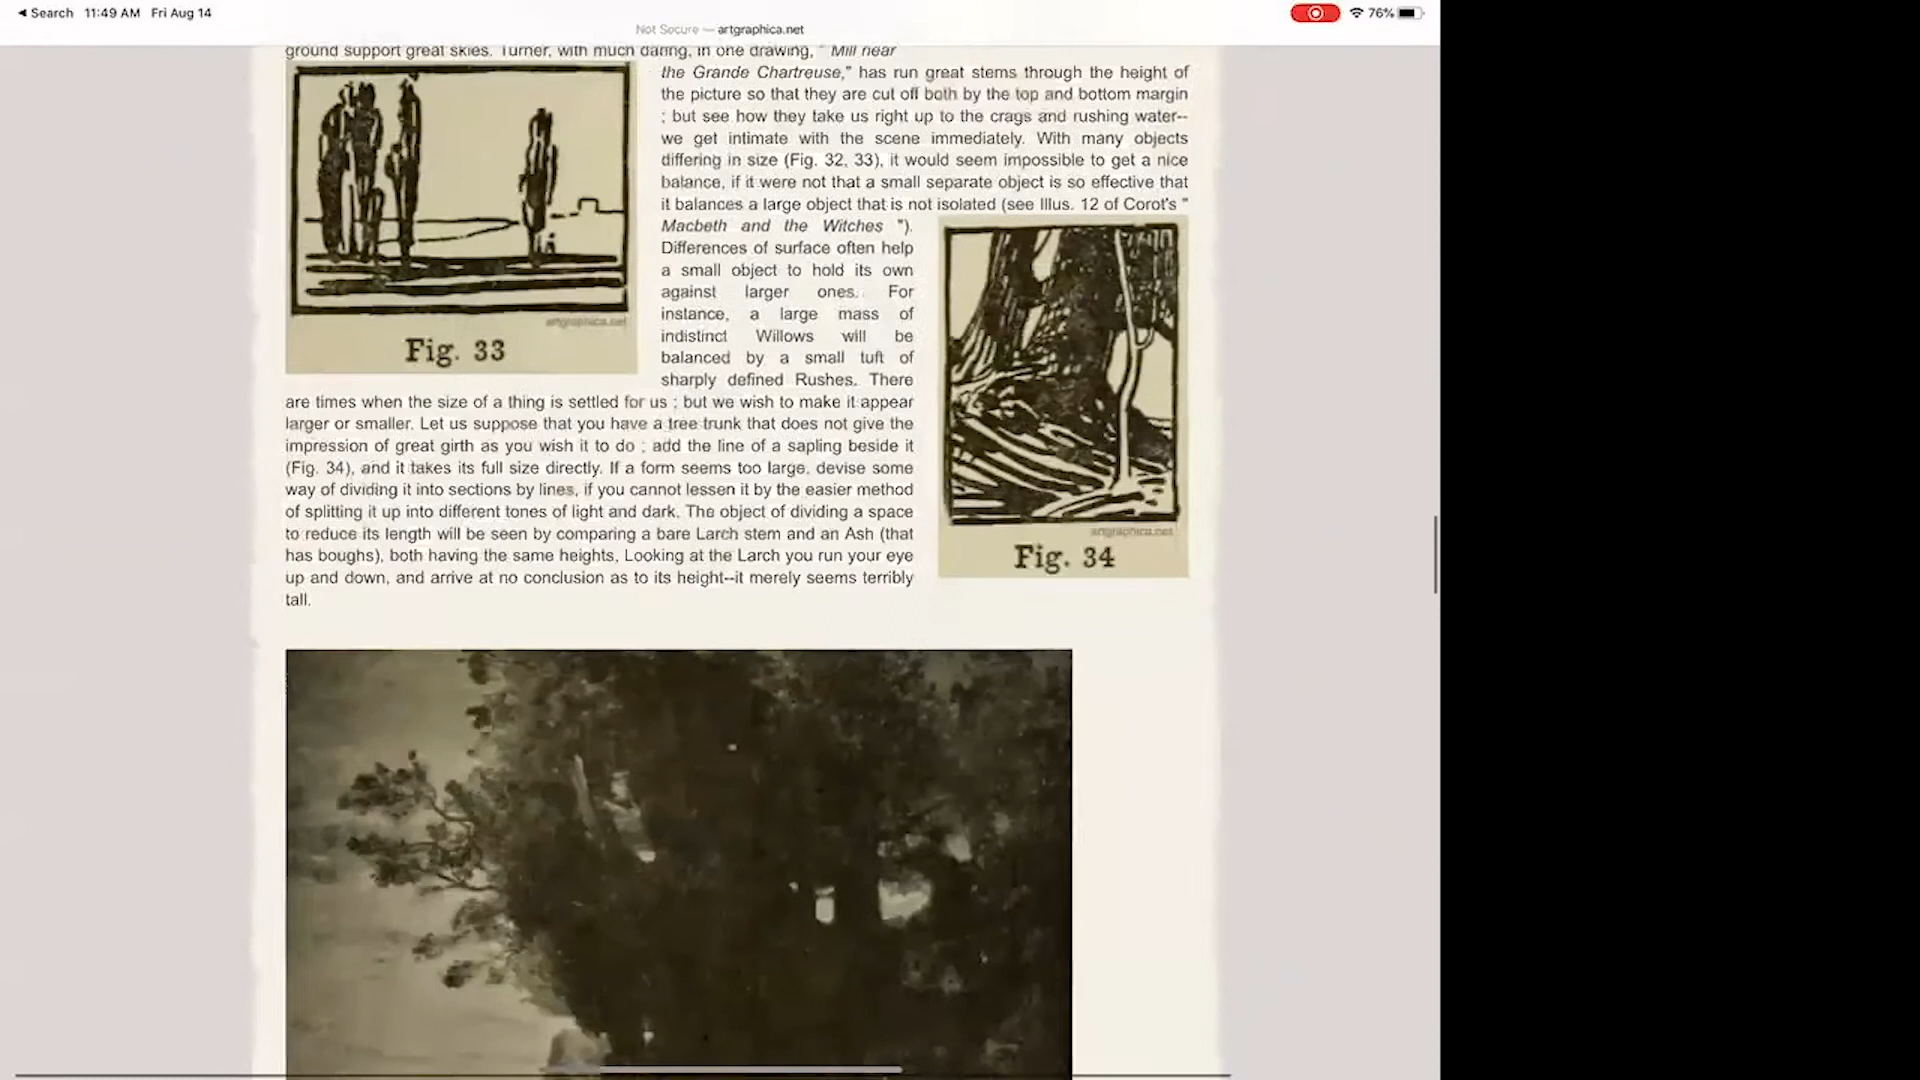 ◄ Search 11:49 AM Fri Aug 14
76%
Not Secure — artgraphica.net
ground support great skies. Turner, with much daring, in one drawing, " Mill near
the Grande Chartreuse," has run great stems through the height of
the picture so that they are cut off both by the top and bottom margin
; but see how they take us right up to the crags and rushing water--
we get intimate with the scene immediately. With many objects
differing in size (Fig. 32, 33), it would seem impossible to get a nice
balance, if it were not that a small separate object is so effective that
it balances a large object that is not isolated (see Illus. 12 of Corot's "
Macbeth and the Witches ").
Differences of surface often help
a small object to hold its own
against larger ones. For
instance, a large mass of
indistinct Willows will be
balanced by a small tuft of
sharply defined Rushes. There
are times when the size of a thing is settled for us ; but we wish to make it appear
larger or smaller. Let us suppose that you have a tree trunk that does not give the
impression of great girth as you wish it to do ; add the line of a sapling beside it
(Fig. 34), and it takes its full size directly. If a form seems too large, devise some
way of dividing it into sections by lines, if you cannot lessen it by the easier method
of splitting it up into different tones of light and dark. The object of dividing a space
to reduce its length will be seen by comparing a bare Larch stem and an Ash (that
has boughs), both having the same heights, Looking at the Larch you run your eye
up and down, and arrive at no conclusion as to its height--it merely seems terribly
tall.
artgraphica.net
Fig. 33
artgraphica.net
Fig. 34